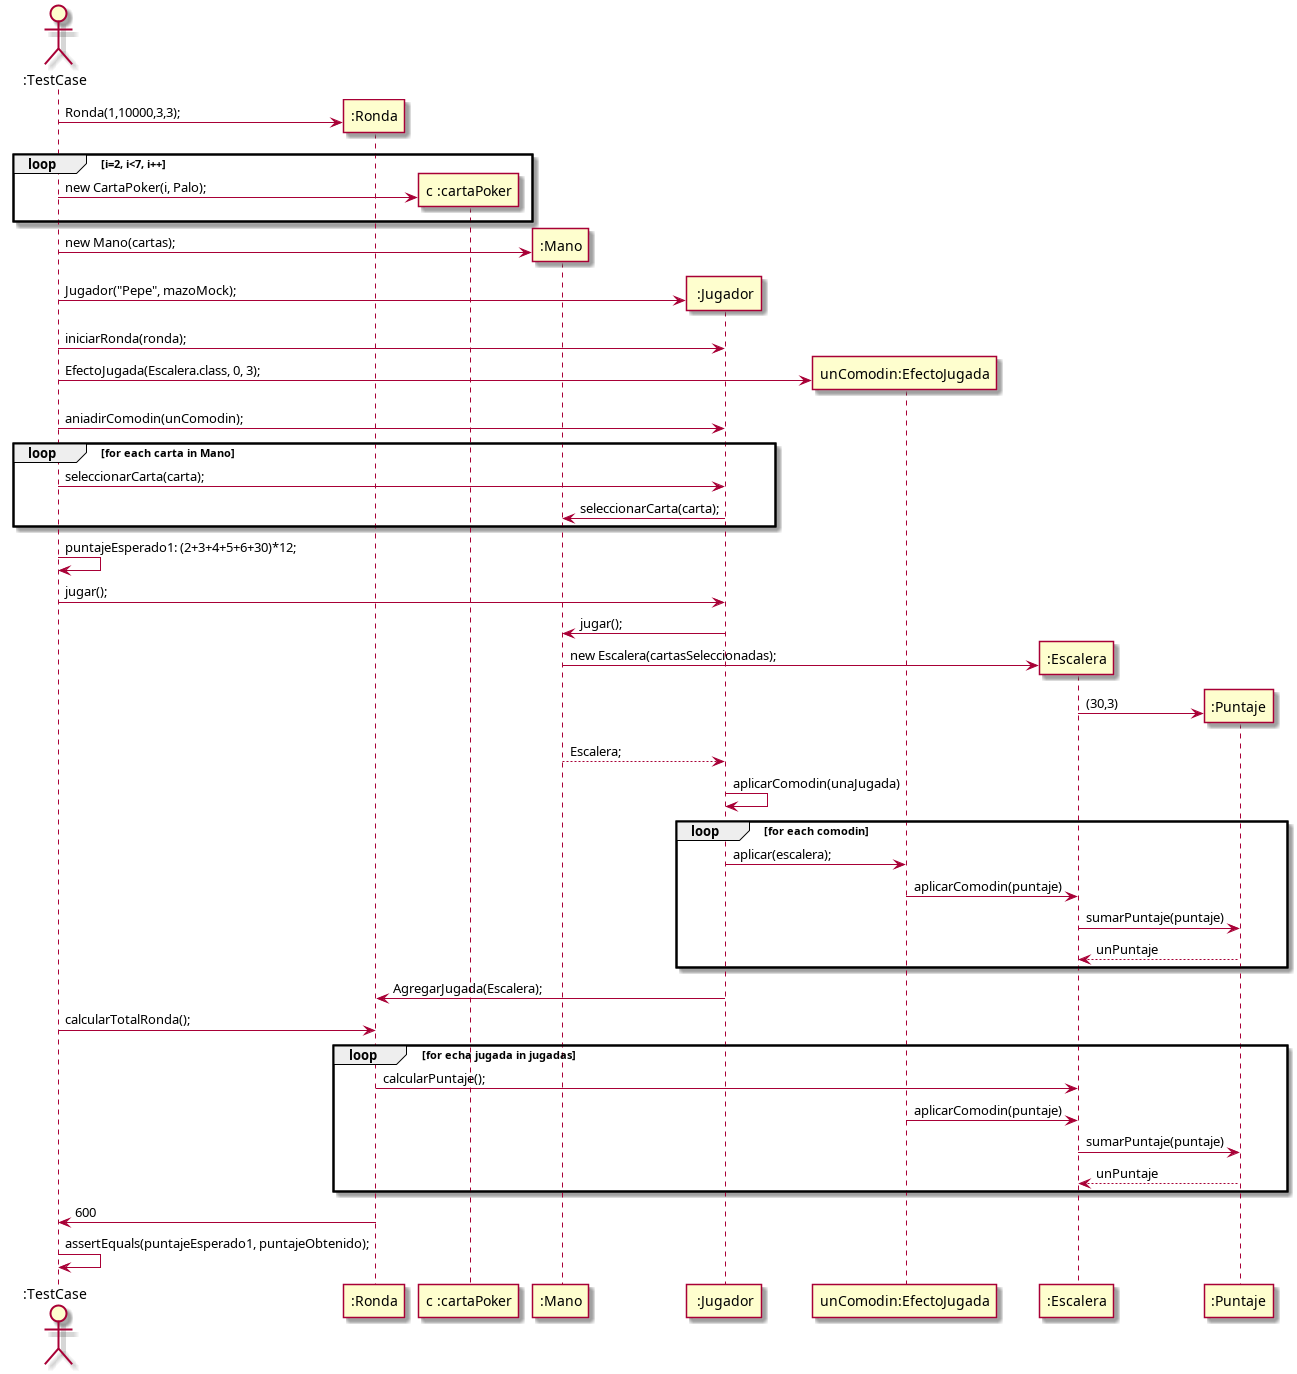 :TestCase
Ronda(1,10000,3,3);
:Ronda
loop [i=2, i<7, i++]
new CartaPoker(i, Palo);
c :cartaPoker
new Mano(cartas);
:Mano
Jugador("Pepe", mazoMock);
:Jugador
iniciarRonda(ronda);
EfectoJugada(Escalera.class, 0, 3);
unComodin:EfectoJugada
aniadirComodin(unComodin);
loop [for each carta in Mano]
seleccionarCarta(carta);
seleccionarCarta(carta);
puntajeEsperado1: (2+3+4+5+6+30)*12;
jugar();
jugar();
new Escalera(cartasSeleccionadas);
:Escalera
(30,3)
:Puntaje
Escalera;
aplicarComodin(unaJugada)
loop [for each comodin]
aplicar(escalera);
aplicarComodin(puntaje)
sumarPuntaje(puntaje)
unPuntaje
AgregarJugada(Escalera);
calcularTotalRonda();
loop [for echa jugada in jugadas]
calcularPuntaje();
aplicarComodin(puntaje)
sumarPuntaje(puntaje)
unPuntaje
600
assertEquals(puntajeEsperado1, puntajeObtenido);
:TestCase
:Ronda
c :cartaPoker
:Mano
:Jugador
unComodin:EfectoJugada
:Escalera
:Puntaje